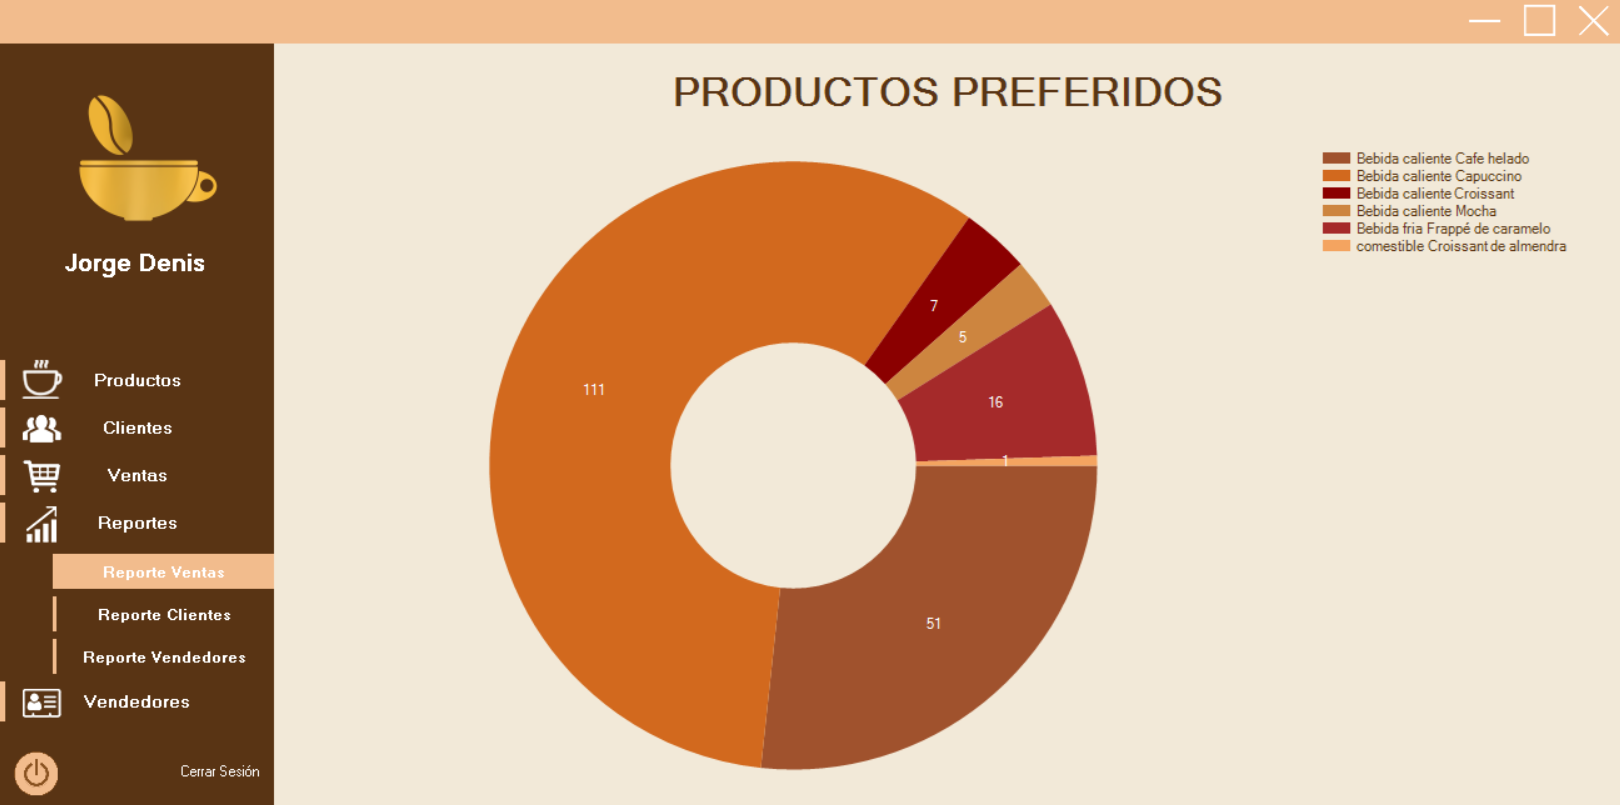 PRODUCTOS PREFERIDOS
Jorge Denis
Productos
Clientes
Ventas
Reportes
Reporte Ventas
Reporte Clientes
Reporte Vendedores
Vendedores
Cerrar Sesión
Bebida caliente Cafe helado
Bebida caliente Capuccino
Bebida caliente Croissant
Bebida caliente Mocha
Bebida fria Frappé de caramelo
comestible Croissant de almendra
7
5
111
16
1
51